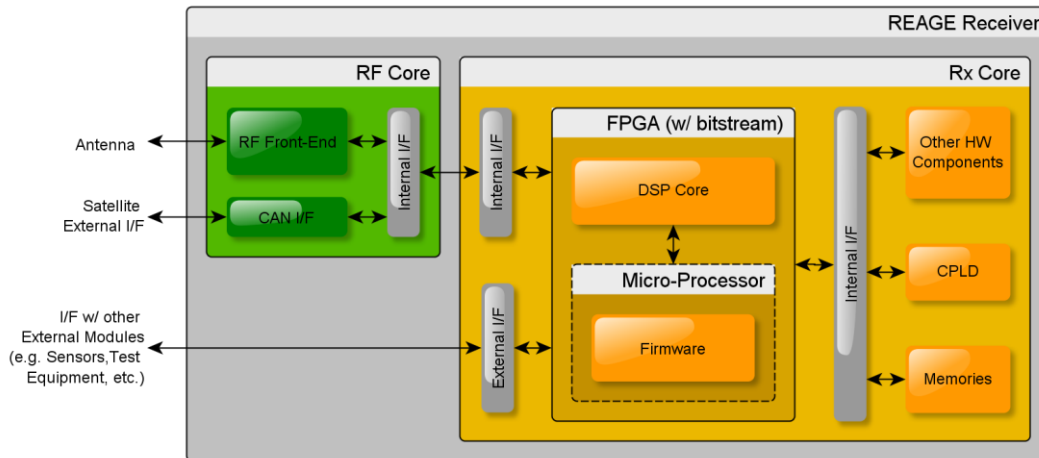 REAGE Receiver
RF Core
Rx Core
Antenna
RF Front-End
Internal I/F
Satellite
External I/F
CAN I/F
Internal I/F
FPGA (w/ bitstream)
DSP Core
Micro-Processor
Firmware
Internal I/F
Other HW
Components
CPLD
Memories
I/F w/ other
External Modules
(e.g. Sensors,Test
Equipment, etc.)
External I/F